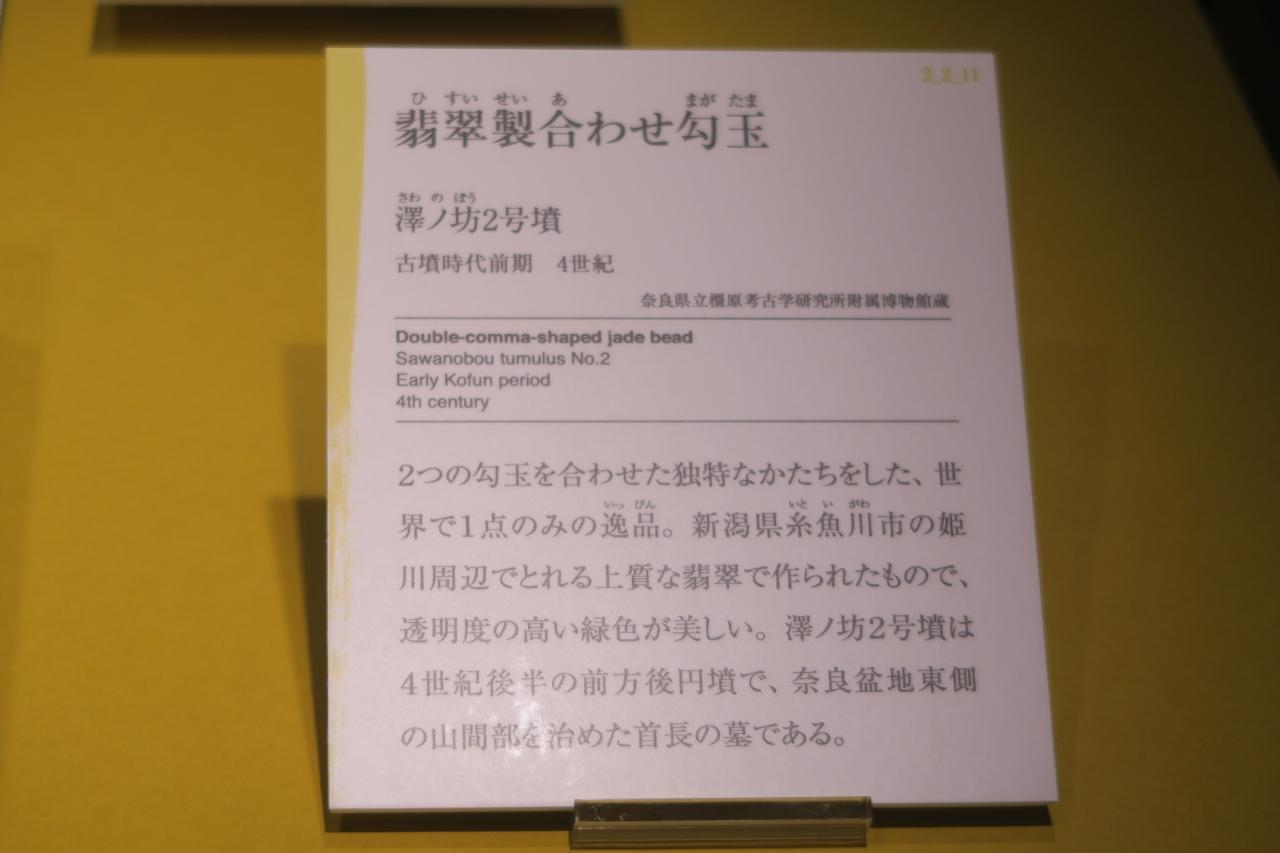 2_2_11
ひ すい せい あ まが たま
翡翠製合わせ勾玉
さわ の ぼう
澤ノ坊2号墳
古墳時代前期　4世紀
奈良県立橿原考古学研究所附属博物館蔵
Double-comma-shaped jade bead
Sawanobou tumulus No.2
Early Kofun period
4th century
2つの勾玉を合わせた独特なかたちをした、世
いっ ぴん いと い がわ
界で1点のみの逸品。新潟県糸魚川市の姫
川周辺でとれる上質な翡翠で作られたもので、
透明度の高い緑色が美しい。澤ノ坊2号墳は
4世紀後半の前方後円墳で、奈良盆地東側
の山間部を治めた首長の墓である。